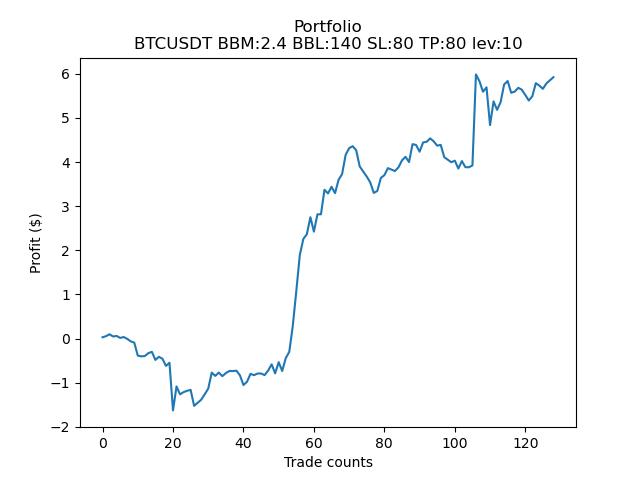 Portfolio
BTCUSDT BBM:2.4 BBL:140 SL:80 TP:80 lev:10
6
5
4
3
2
1
0
−1
−2
Profit ($)
0 20 40 60 80 100 120
Trade counts